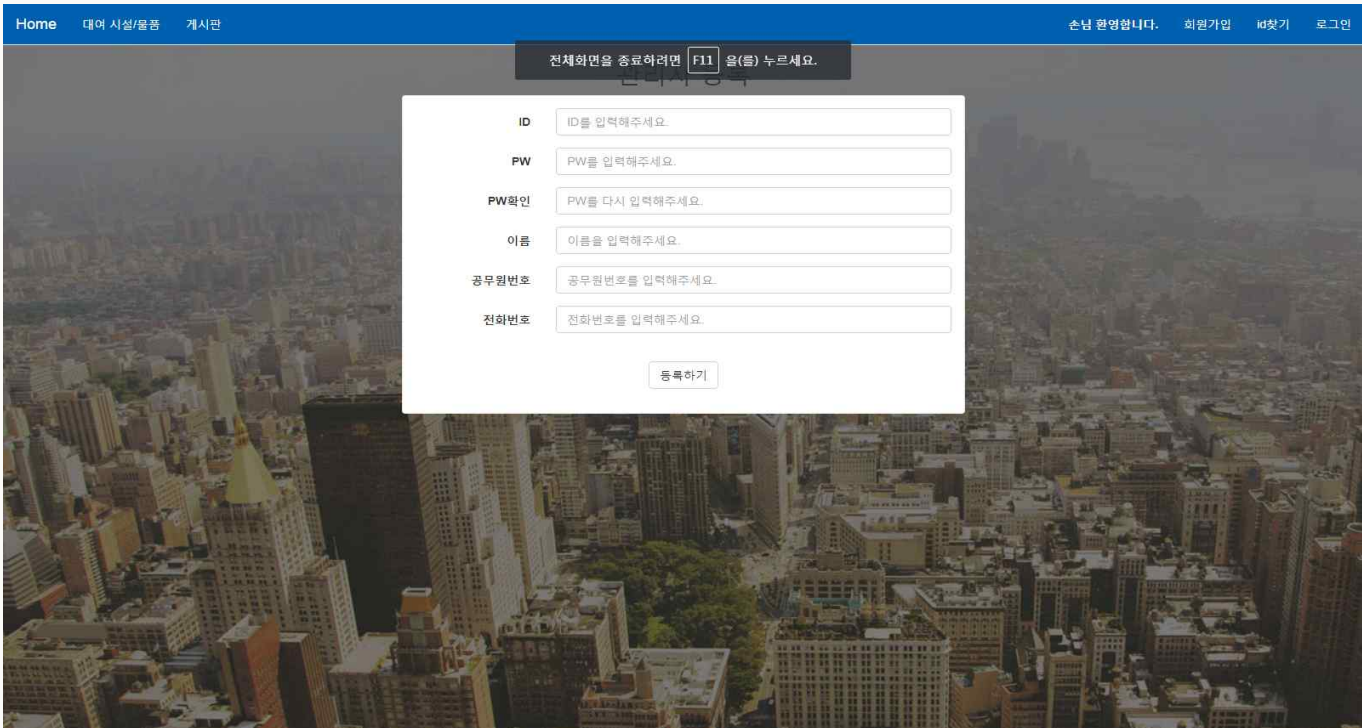 Home 대여 시설/물품 게시판 손님 환영합니다. 회원가입 id찾기 로그인
전체화면을 종료하려면 F11 을(를) 누르세요.
관리자 등록
ID ID를 입력해주세요.
PW PW를 입력해주세요.
PW확인 PW를 다시 입력해주세요.
이름 이름을 입력해주세요.
공무원번호 공무원번호를 입력해주세요.
전화번호 전화번호를 입력해주세요.
등록하기